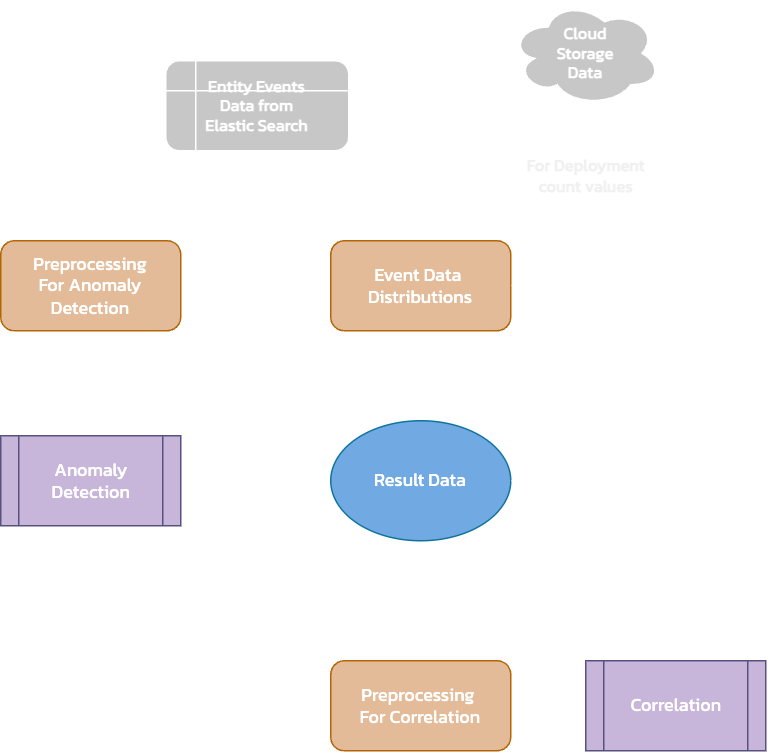 Cloud
Storage
Data
Entity Events
Data from
Elastic Search
For Deployment
count values
Preprocessing
For Anomaly
Detection
Event Data
Distributions
Anomaly
Detection
Result Data
Preprocessing
For Correlation
Correlation